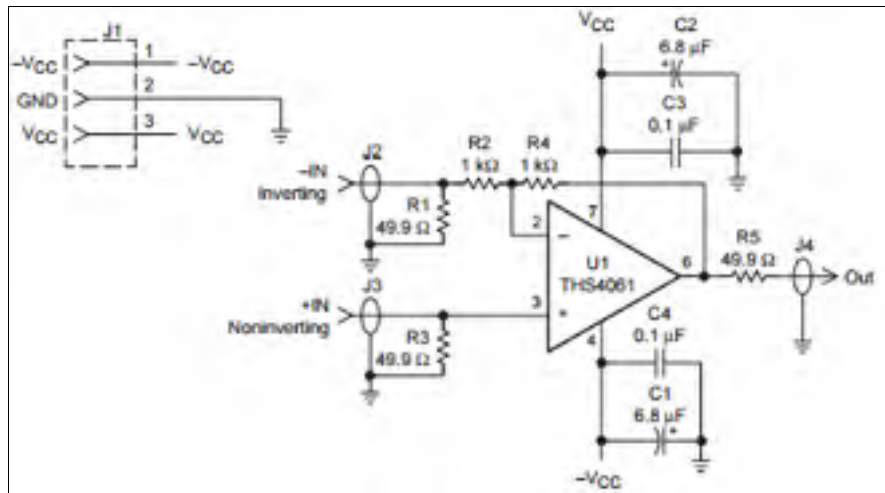 J1
–VCC 1 –VCC
GND 2
VCC 3 VCC
VCC
C2
6.8 µF
+
C3
0.1 µF
J2
–IN
Inverting
R2
1 kΩ
R4
1 kΩ
R1
49.9 Ω
2
–
7
U1
THS4061
6
R5
49.9 Ω
J4
Out
J3
+IN
Noninverting
3
+
R3
49.9 Ω
4
C4
0.1 µF
C1
6.8 µF
+
–VCC